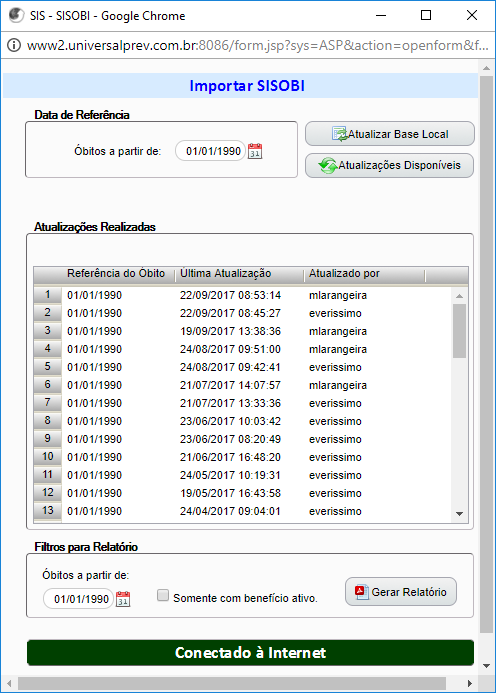 SIS - SISOBI - Google Chrome
www2.universalprev.com.br:8086/form.jsp?sys=ASP&action=openform&f...
Importar SISOBI
Data de Referência
Óbitos a partir de: 01/01/1990 31
Atualizar Base Local
Atualizações Disponíveis
Atualizações Realizadas
Referência do Óbito Última Atualização Atualizado por
1 01/01/1990 22/09/2017 08:53:14 mlarangeira
2 01/01/1990 22/09/2017 08:45:27 everissimo
3 01/01/1990 19/09/2017 13:38:36 mlarangeira
4 01/01/1990 24/08/2017 09:51:00 mlarangeira
5 01/01/1990 24/08/2017 09:42:41 everissimo
6 01/01/1990 21/07/2017 14:07:57 mlarangeira
7 01/01/1990 21/07/2017 13:33:36 everissimo
8 01/01/1990 23/06/2017 10:03:42 everissimo
9 01/01/1990 23/06/2017 08:20:49 everissimo
10 01/01/1990 21/06/2017 16:48:20 everissimo
11 01/01/1990 24/05/2017 10:19:31 everissimo
12 01/01/1990 19/05/2017 16:43:58 everissimo
13 01/01/1990 24/04/2017 09:04:01 everissimo
Filtros para Relatório
Óbitos a partir de:
01/01/1990 31
Somente com benefício ativo.
Gerar Relatório
Conectado à Internet